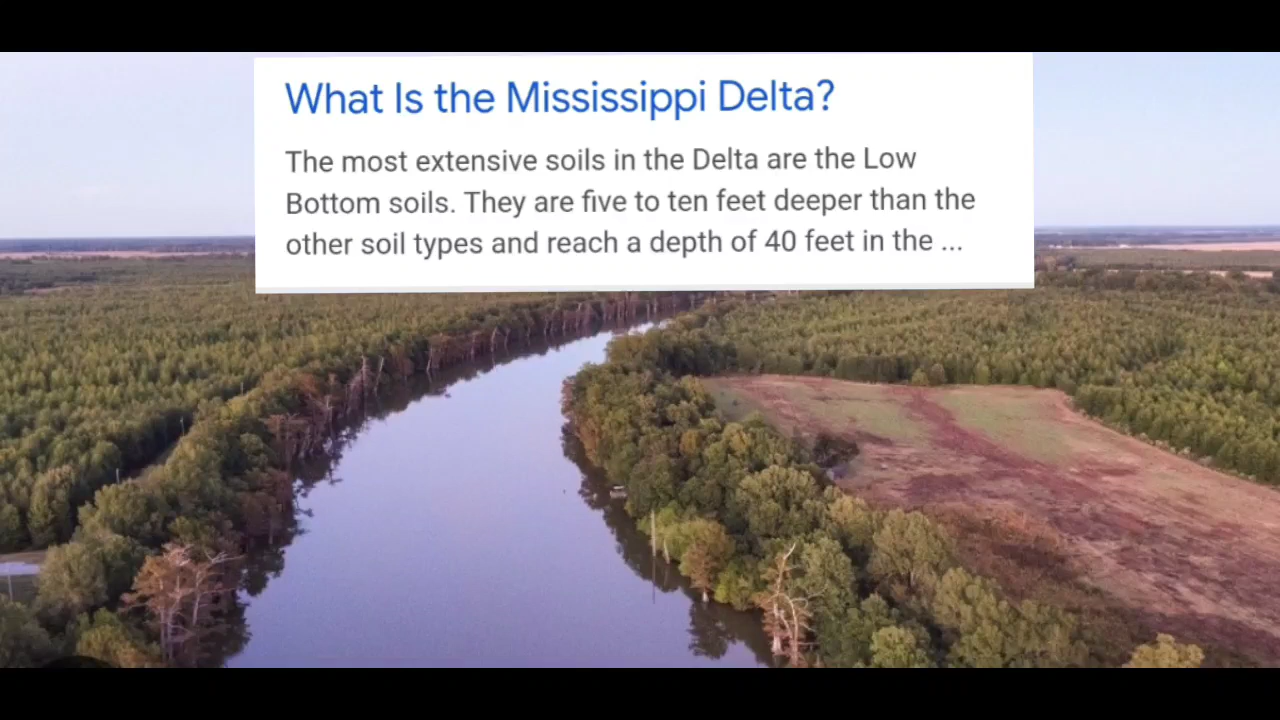 What Is the Mississippi Delta?
The most extensive soils in the Delta are the Low
Bottom soils. They are five to ten feet deeper than the
other soil types and reach a depth of 40 feet in the ...